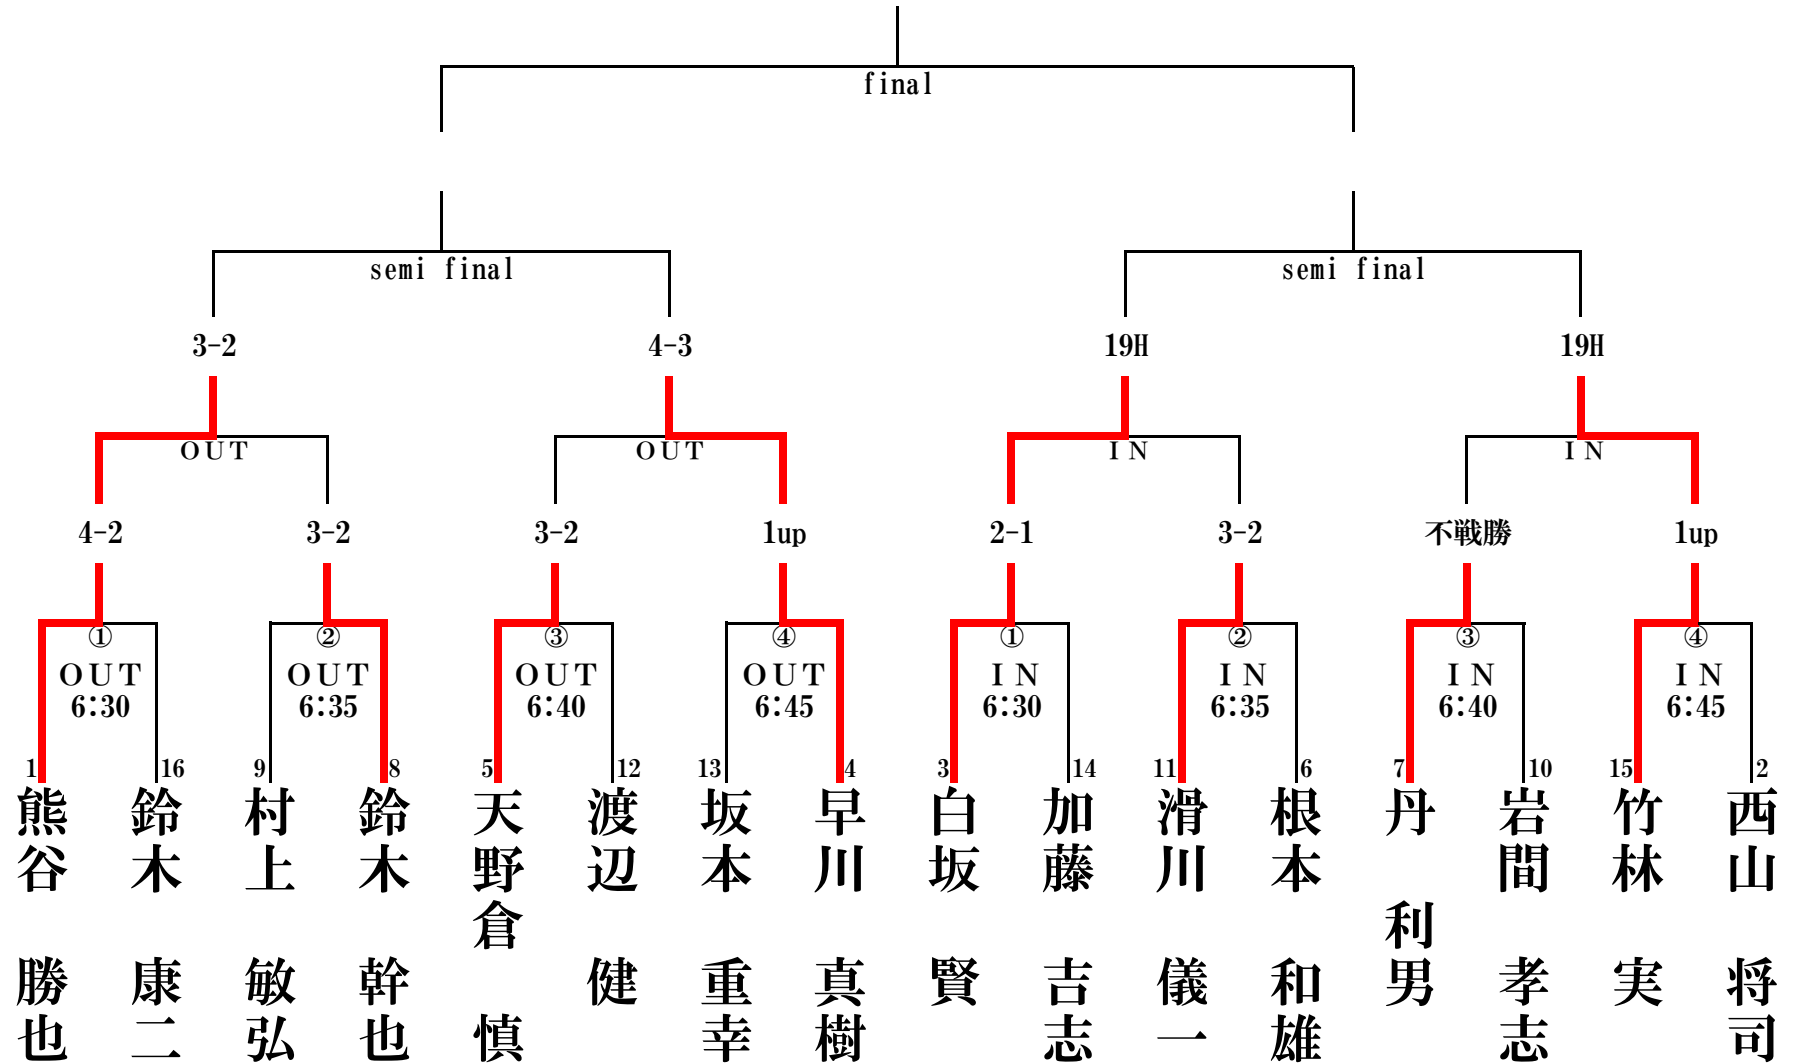 final
semi final
semi final
3-2
4-3
19H
19H
OUT
OUT
IN
IN
4-2
3-2
3-2
1up
2-1
3-2
不戦勝
1up
①
②
③
④
①
②
③
④
OUT
OUT
OUT
OUT
IN
IN
IN
IN
6:30
6:35
6:40
6:45
6:30
6:35
6:40
6:45
1
16
9
8
5
12
13
4
3
14
11
6
7
10
15
2
熊谷 勝也
鈴木 康二
村上 敏弘
鈴木 幹也
天野倉 慎
渡辺 健
坂本 重幸
早川 真樹
白坂 賢
加藤 吉志
滑川 儀一
根本 和雄
丹 利男
岩間 孝志
竹林 実
西山 将司